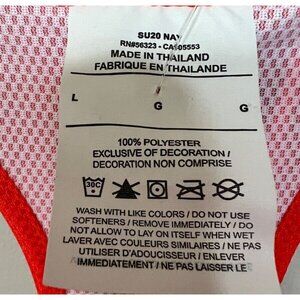 SU20 NAY
RN#56323 - CA#05553
MADE IN THAILAND
FABRIQUE EN THAILANDE
L G G
100% POLYESTER
EXCLUSIVE OF DECORATION /
DECORATION NON COMPRISE
30C
WASH WITH LIKE COLORS / DO NOT USE
SOFTENERS / REMOVE IMMEDIATELY / DO
NOT ALLOW TO LAY ON ITSELF WHEN WET
LAVER AVEC COULEURS SIMILAIRES / NE PAS
UTILISER D'ADOUCISSEUR / ENLEVER
IMMEDIATEMENT / NE PAS LAISSER LE